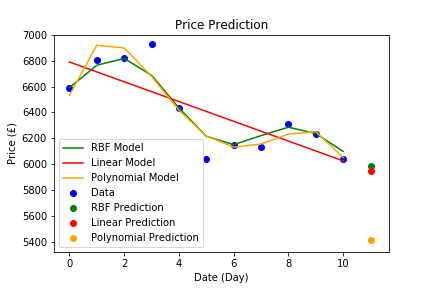 Price Prediction
7000
6800
6600
6400
6200
6000
5800
5600
5400
Price (£)
RBF Model
Linear Model
Polynomial Model
Data
RBF Prediction
Linear Prediction
Polynomial Prediction
0 2 4 6 8 10
Date (Day)